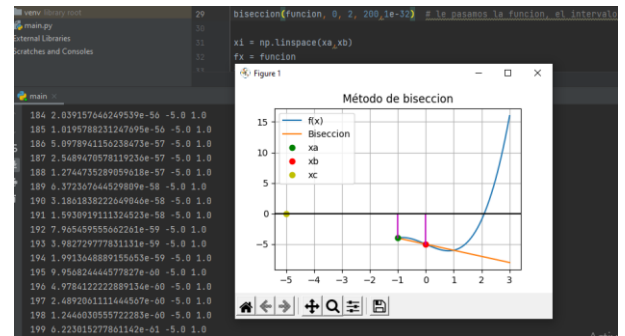 venv library root
main.py
External Libraries
Scratches and Consoles
29 biseccion(funcion, 0, 2, 200,1e-32) # le pasamos la funcion, el intervalo
30
31 xi = np.linspace(xa,xb)
32 fx = funcion
main
184 2.039157646249539e-56 -5.0 1.0
185 1.0195788231247695e-56 -5.0 1.0
186 5.0978941156238473e-57 -5.0 1.0
187 2.5489470578119236e-57 -5.0 1.0
188 1.2744735289059618e-57 -5.0 1.0
189 6.372367644529809e-58 -5.0 1.0
190 3.1861838222649046e-58 -5.0 1.0
191 1.5930919111324523e-58 -5.0 1.0
192 7.965459555662261e-59 -5.0 1.0
193 3.982729777831131e-59 -5.0 1.0
194 1.9913648889155653e-59 -5.0 1.0
195 9.956824444577827e-60 -5.0 1.0
196 4.9784122222889134e-60 -5.0 1.0
197 2.4892061111444567e-60 -5.0 1.0
198 1.2446030555722283e-60 -5.0 1.0
199 6.223015277861142e-61 -5.0 1.0
Figure 1
Método de biseccion
f(x)
Biseccion
xa
xb
xc
15
10
5
0
−5
−5 −4 −3 −2 −1 0 1 2 3